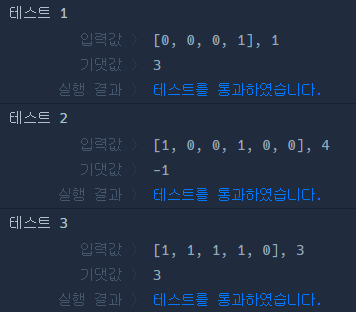 테스트 1
입력값 〉 [0, 0, 0, 1], 1
기댓값 〉 3
실행 결과 〉 테스트를 통과하였습니다.
테스트 2
입력값 〉 [1, 0, 0, 1, 0, 0], 4
기댓값 〉 -1
실행 결과 〉 테스트를 통과하였습니다.
테스트 3
입력값 〉 [1, 1, 1, 1, 0], 3
기댓값 〉 3
실행 결과 〉 테스트를 통과하였습니다.